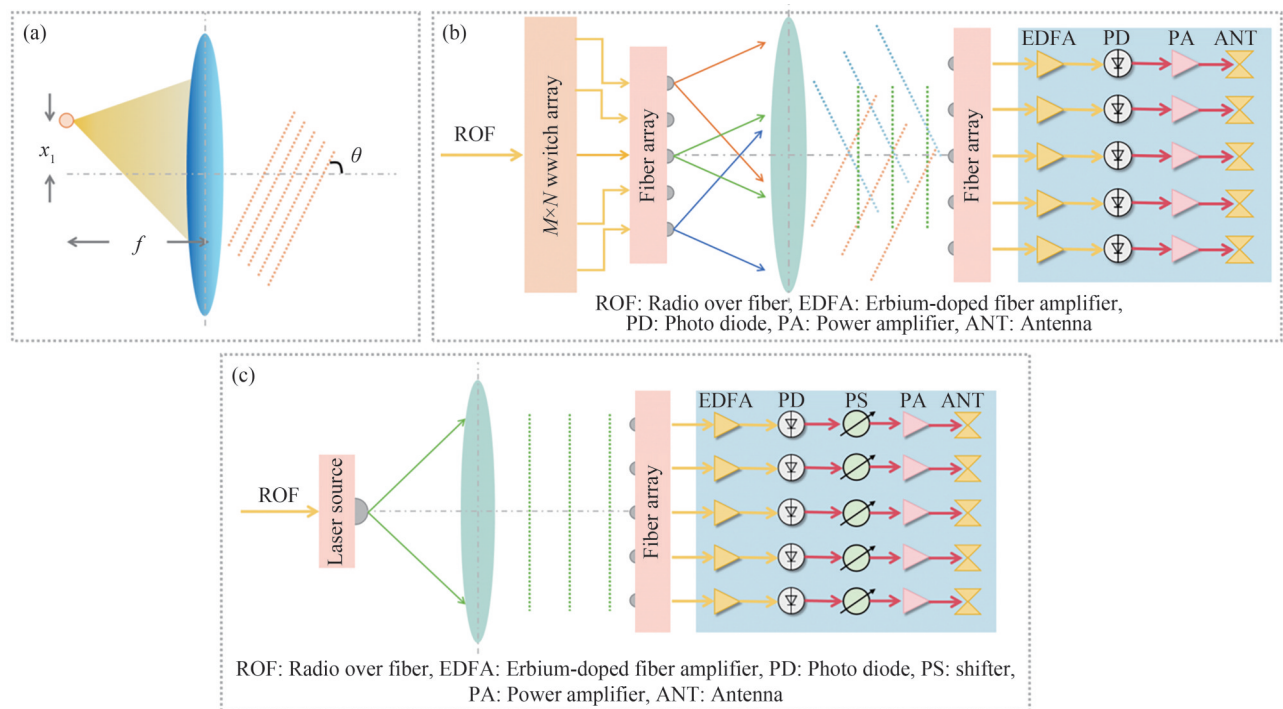 (a)
x1
f
θ
(b)
ROF
M×N wwitch array
Fiber array
Fiber array
EDFA PD PA ANT
ROF: Radio over fiber, EDFA: Erbium-doped fiber amplifier,
PD: Photo diode, PA: Power amplifier, ANT: Antenna
(c)
ROF
Laser source
Fiber array
EDFA PD PS PA ANT
ROF: Radio over fiber, EDFA: Erbium-doped fiber amplifier, PD: Photo diode, PS: shifter,
PA: Power amplifier, ANT: Antenna